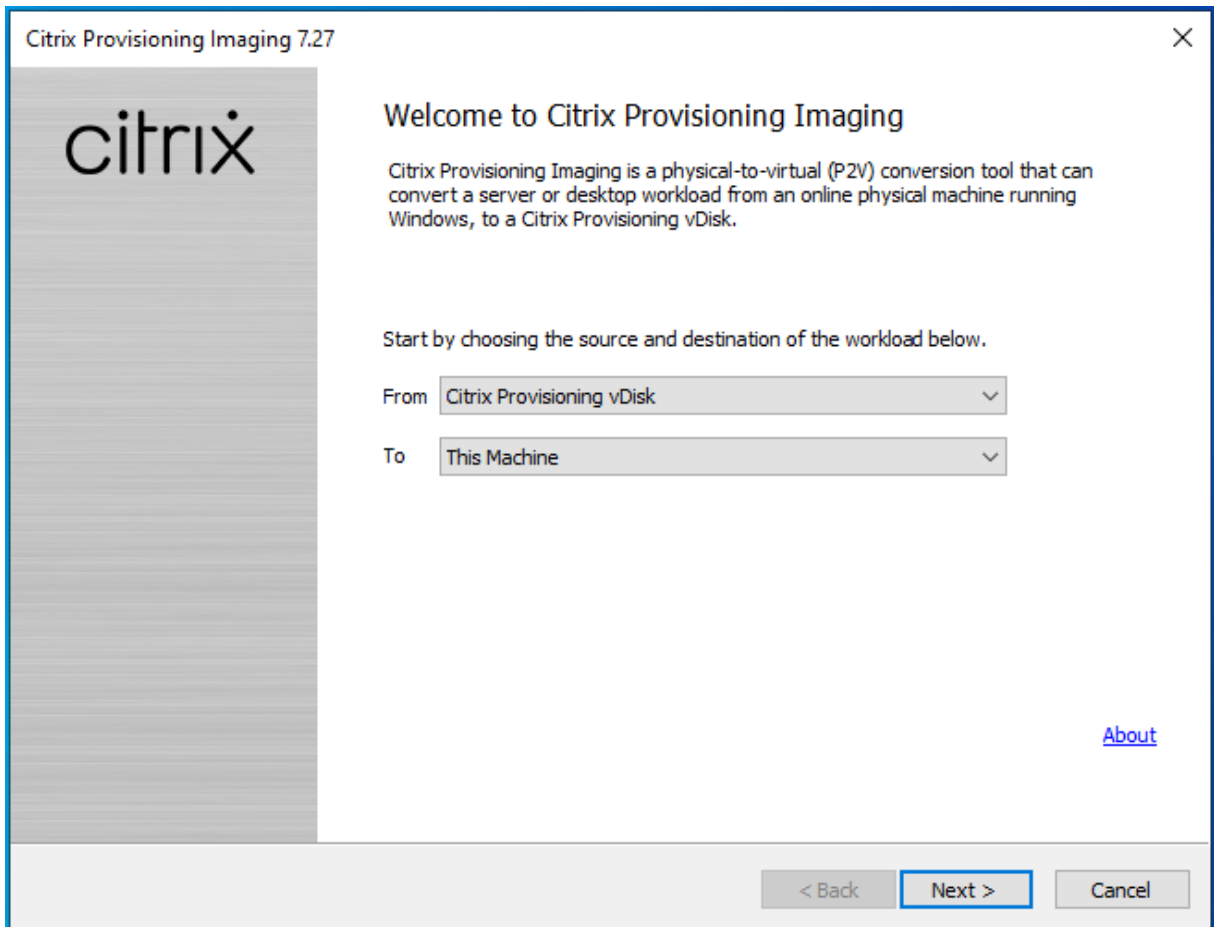 Citrix Provisioning Imaging 7.27
citrix
Welcome to Citrix Provisioning Imaging
Citrix Provisioning Imaging is a physical-to-virtual (P2V) conversion tool that can
convert a server or desktop workload from an online physical machine running
Windows, to a Citrix Provisioning vDisk.
Start by choosing the source and destination of the workload below.
From Citrix Provisioning vDisk
To This Machine
About
< Back Next > Cancel